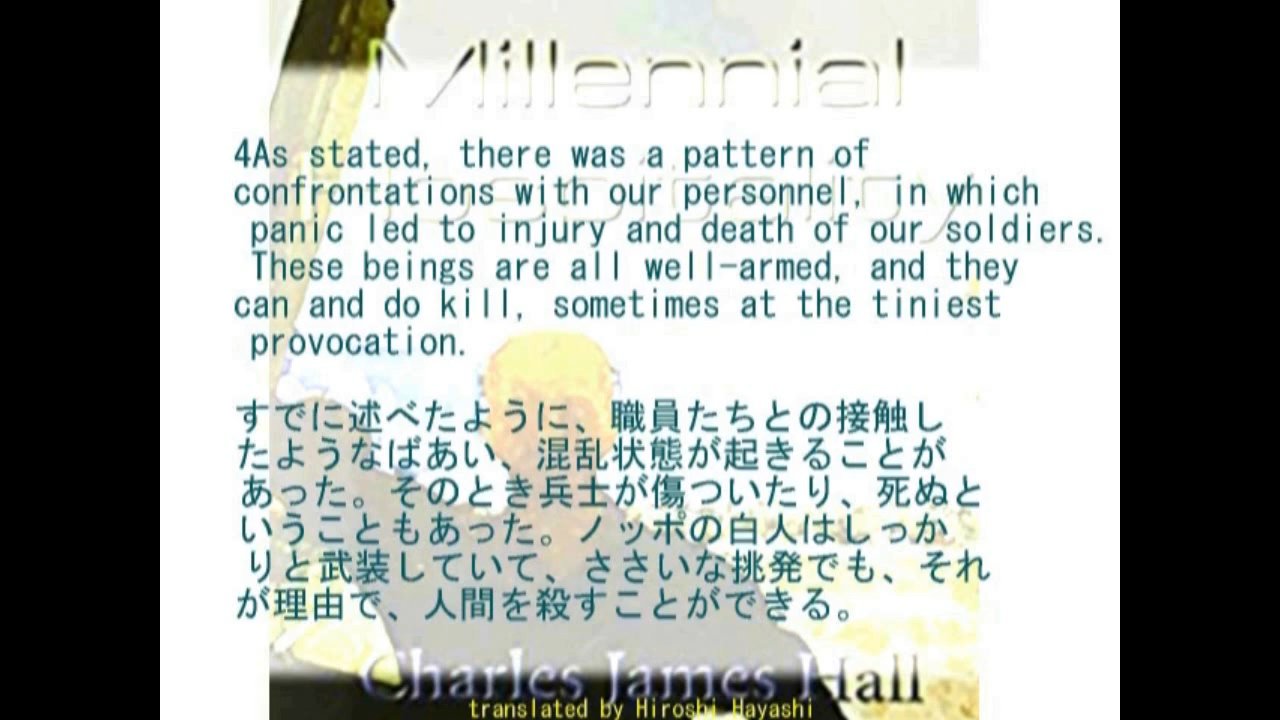 Millennial
Hospitality
4As stated, there was a pattern of
confrontations with our personnel, in which
panic led to injury and death of our soldiers.
These beings are all well-armed, and they
can and do kill, sometimes at the tiniest
provocation.
すでに述べたように、職員たちとの接触し
たようなばあい、混乱状態が起きることが
あった。そのとき兵士が傷ついたり、死ぬと
いうこともあった。ノッポの白人はしっか
りと武装していて、ささいな挑発でも、それ
が理由で、人間を殺すことができる。
Charles James Hall
translated by Hiroshi Hayashi